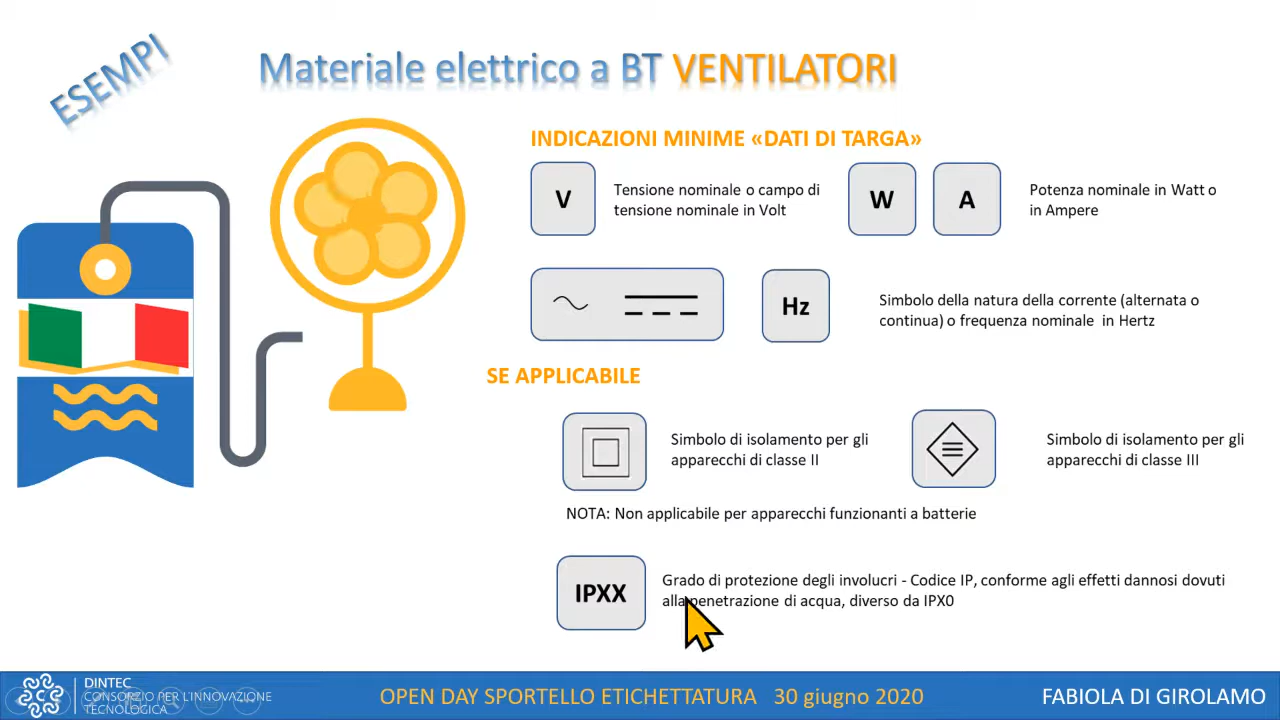 ESEMPI
Materiale elettrico a BT VENTILATORI
INDICAZIONI MINIME «DATI DI TARGA»
V
Tensione nominale o campo di
tensione nominale in Volt
W
A
Potenza nominale in Watt o
in Ampere
Hz
Simbolo della natura della corrente (alternata o
continua) o frequenza nominale in Hertz
SE APPLICABILE
Simbolo di isolamento per gli
apparecchi di classe II
Simbolo di isolamento per gli
apparecchi di classe III
NOTA: Non applicabile per apparecchi funzionanti a batterie
IPXX
Grado di protezione degli involucri - Codice IP, conforme agli effetti dannosi dovuti
alla penetrazione di acqua, diverso da IPX0
DINTEC
CONSORZIO PER L'INNOVAZIONE
TECNOLOGICA
OPEN DAY SPORTELLO ETICHETTATURA 30 giugno 2020
FABIOLA DI GIROLAMO